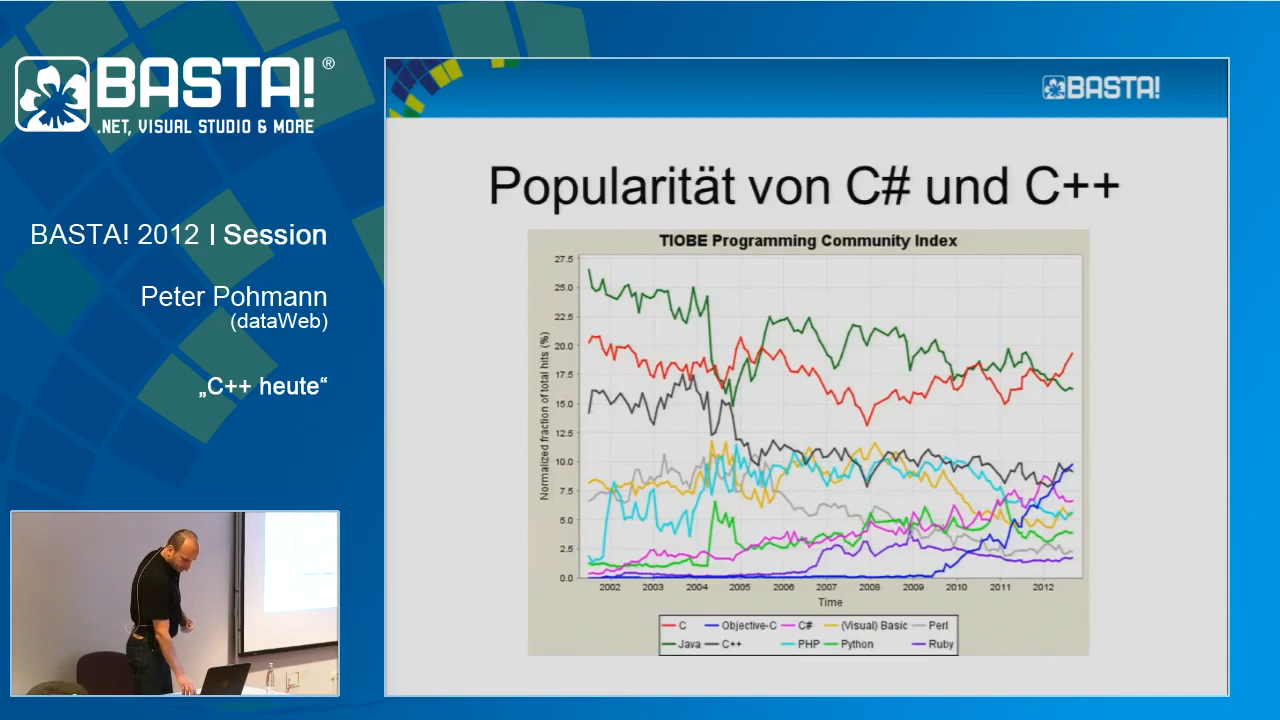 BASTA!®
.NET, VISUAL STUDIO & MORE
BASTA! 2012 | Session
Peter Pohmann
(dataWeb)
„C++ heute“
BASTA!
Popularität von C# und C++
TIOBE Programming Community Index
Normalized fraction of total hits (%)
27.5
25.0
22.5
20.0
17.5
15.0
12.5
10.0
7.5
5.0
2.5
0.0
2002 2003 2004 2005 2006 2007 2008 2009 2010 2011 2012
Time
C Objective-C C# (Visual) Basic Perl
Java C++ PHP Python Ruby